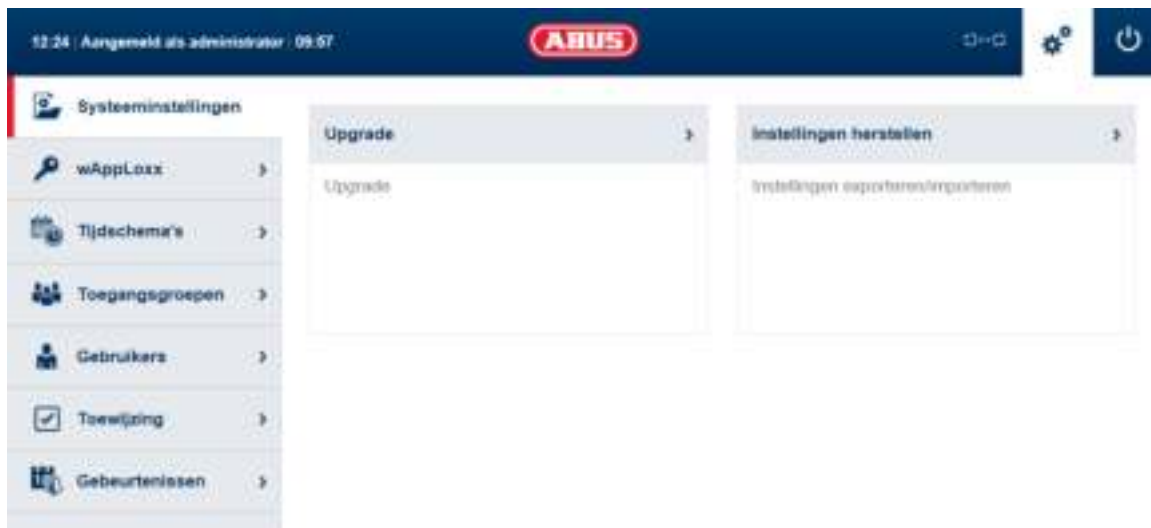 12:24 | Aangemeld als administrator | 09:57
ABUS
Systeeminstellingen
wAppLoxx
Tijdschema's
Toegangsgroepen
Gebruikers
Toewijzing
Gebeurtenissen
Upgrade
Upgrade
Instellingen herstellen
Instellingen exporteren/importeren